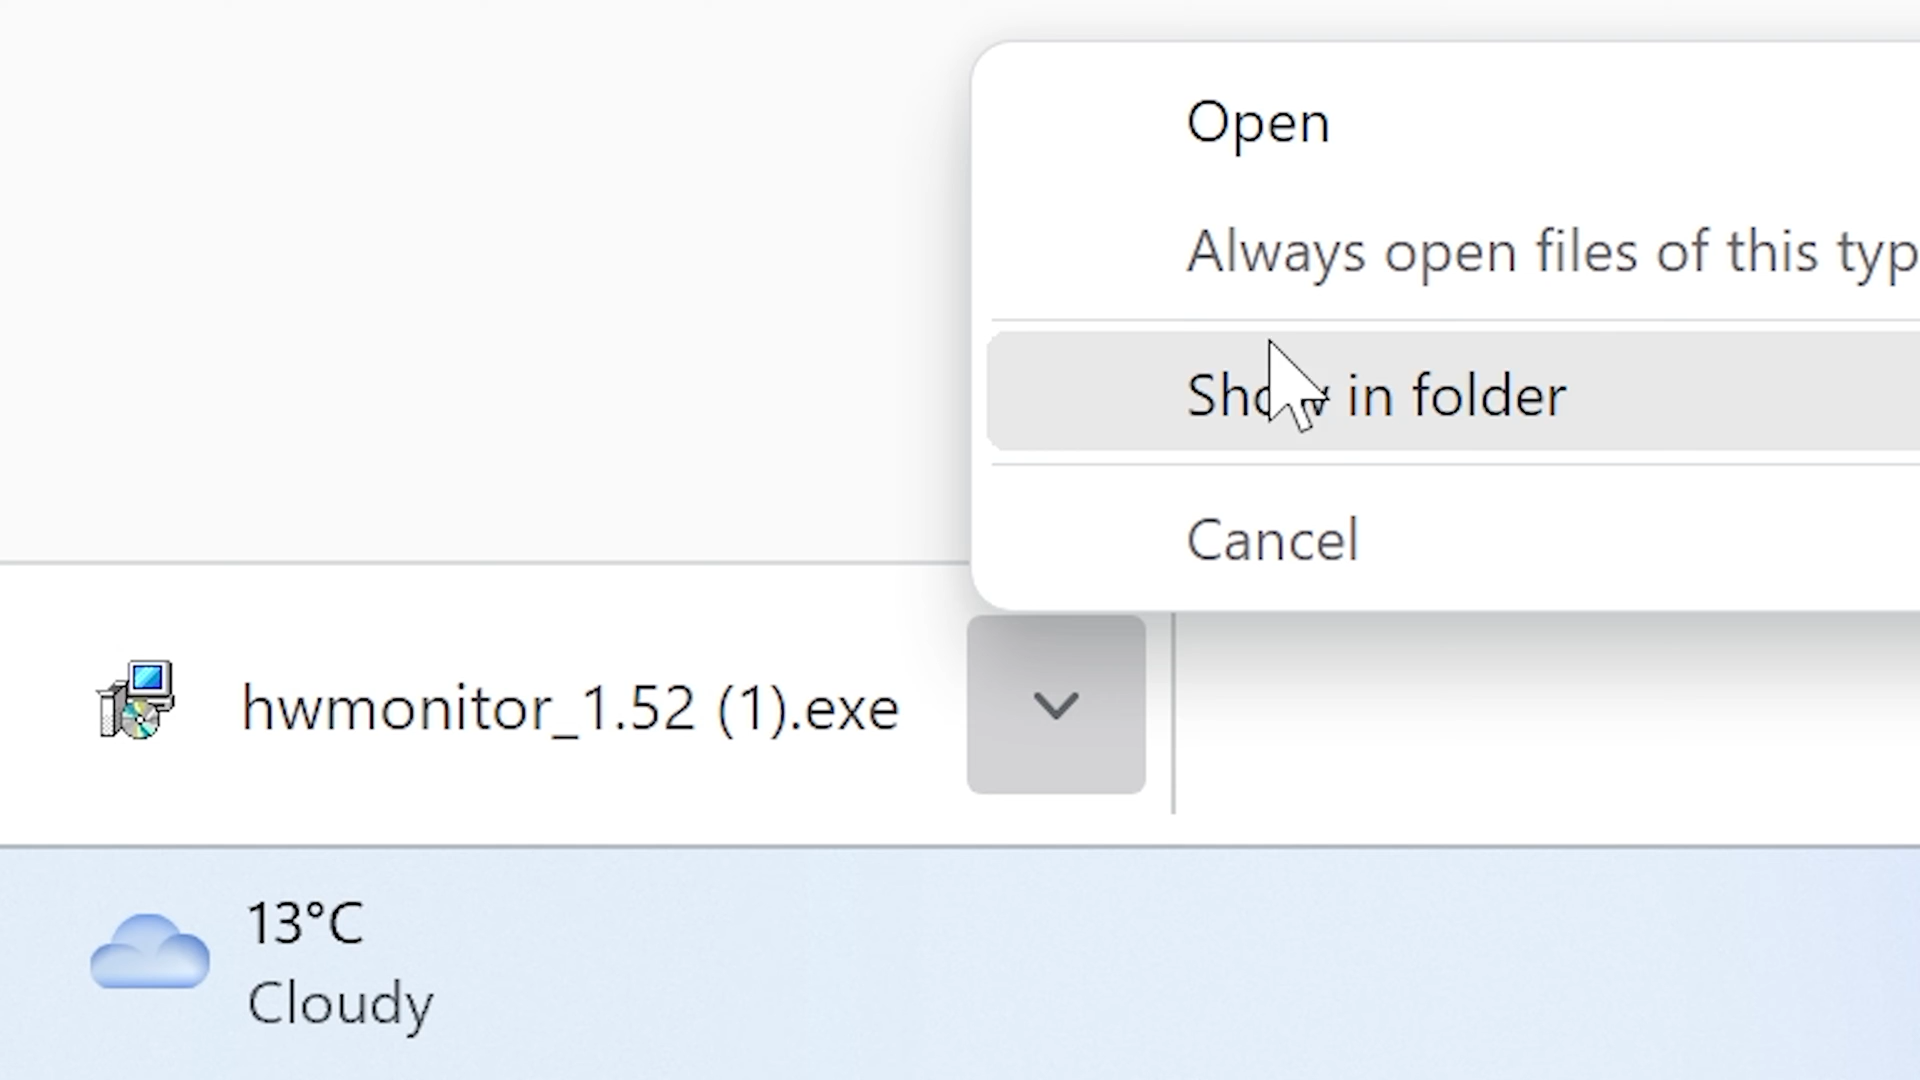 Open
Always open files of this typ
Show in folder
Cancel
hwmonitor_1.52 (1).exe
13°C
Cloudy